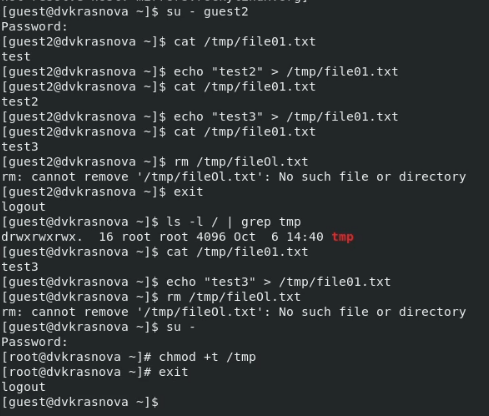 [guest@dvkrasnova ~]$ su - guest2
Password:
[guest2@dvkrasnova ~]$ cat /tmp/file01.txt
test
[guest2@dvkrasnova ~]$ echo "test2" > /tmp/file01.txt
[guest2@dvkrasnova ~]$ cat /tmp/file01.txt
test2
[guest2@dvkrasnova ~]$ echo "test3" > /tmp/file01.txt
[guest2@dvkrasnova ~]$ cat /tmp/file01.txt
test3
[guest2@dvkrasnova ~]$ rm /tmp/fileOl.txt
rm: cannot remove '/tmp/fileOl.txt': No such file or directory
[guest2@dvkrasnova ~]$ exit
logout
[guest@dvkrasnova ~]$ ls -l / | grep tmp
drwxrwxrwx.  16 root root 4096 Oct  6 14:40 tmp
[guest@dvkrasnova ~]$ cat /tmp/file01.txt
test3
[guest@dvkrasnova ~]$ echo "test3" > /tmp/file01.txt
[guest@dvkrasnova ~]$ rm /tmp/fileOl.txt
rm: cannot remove '/tmp/fileOl.txt': No such file or directory
[guest@dvkrasnova ~]$ su -
Password:
[root@dvkrasnova ~]# chmod +t /tmp
[root@dvkrasnova ~]# exit
logout
[guest@dvkrasnova ~]$